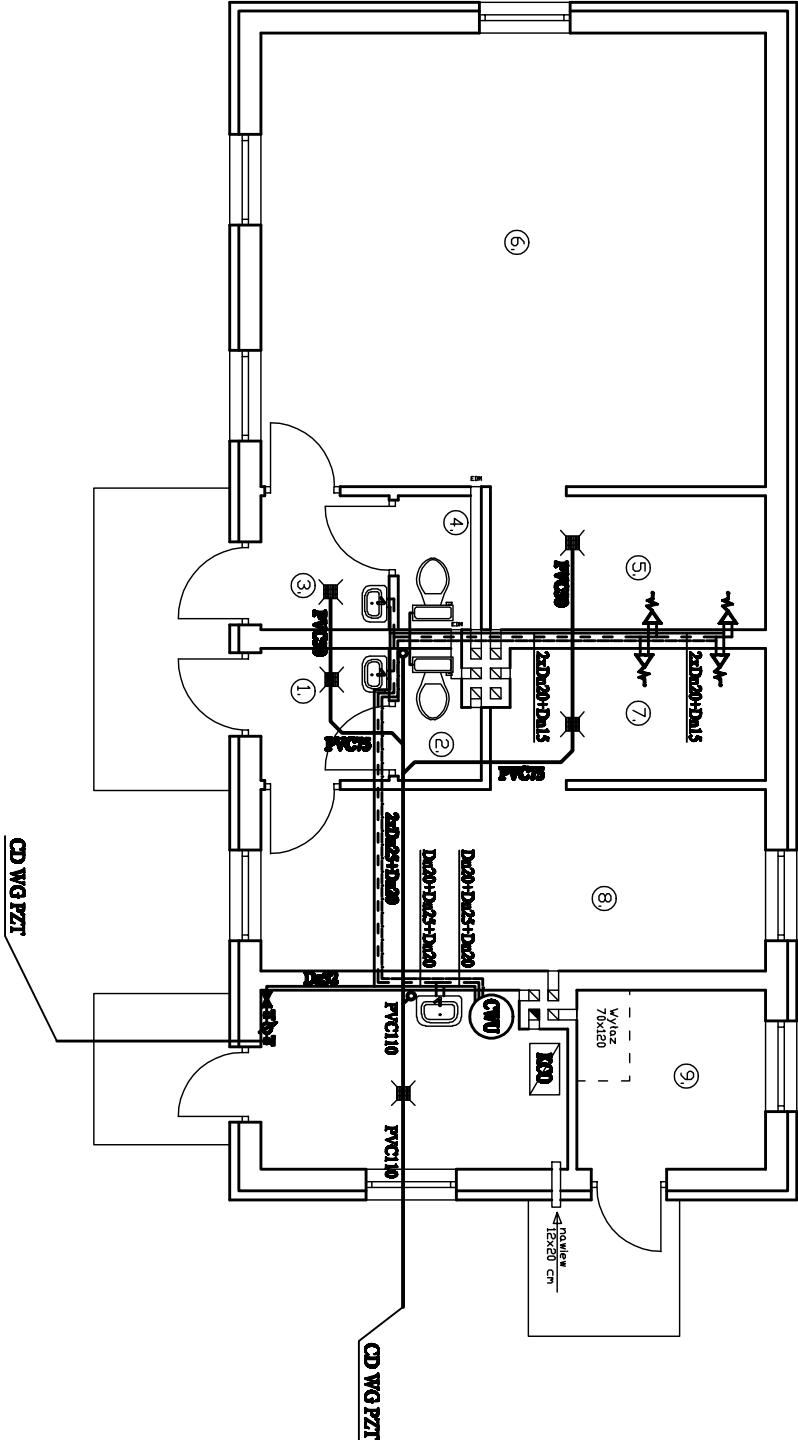 2xDn20+Dn15
9,
5,
7,
Wyłaz
70x120
8,
nawiew
12x20 cm
PVC50
2xDn20+Dn15
6,
PVC75
CWU
Dn20+Dn25+Dn20
4,
2,
Dn20+Dn25+Dn20
2xDn25+Dn20
PVC110
PVC110
CD WG PZT
PVC75
PVC50
3,
1,
Dn32
CD WG PZT